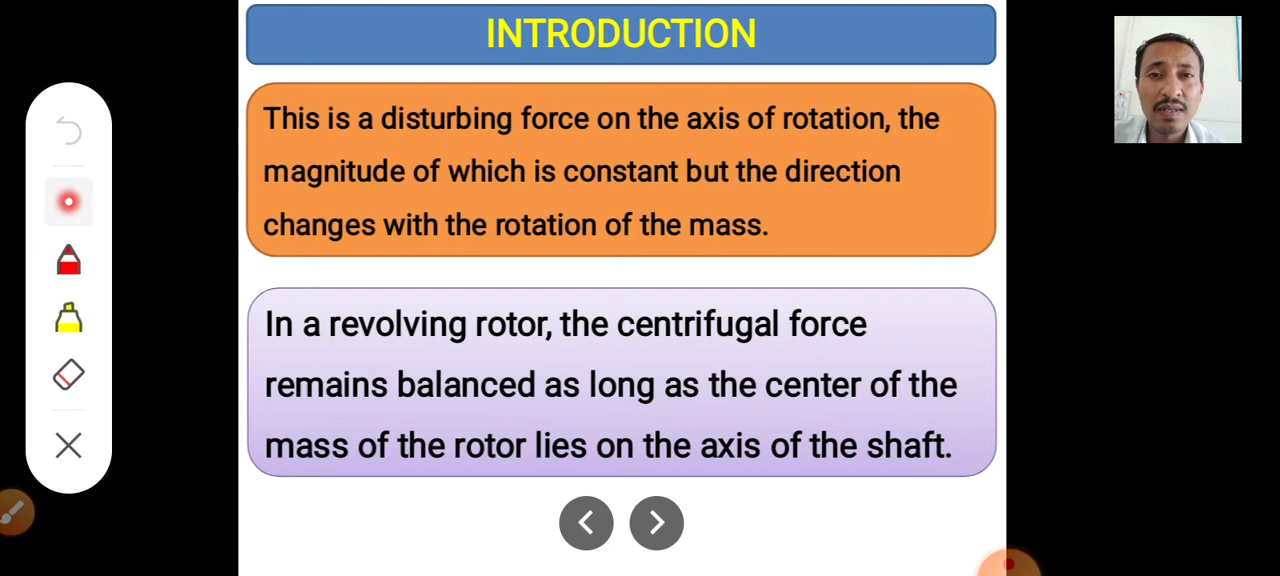 INTRODUCTION
This is a disturbing force on the axis of rotation, the
magnitude of which is constant but the direction
changes with the rotation of the mass.
In a revolving rotor, the centrifugal force
remains balanced as long as the center of the
mass of the rotor lies on the axis of the shaft.